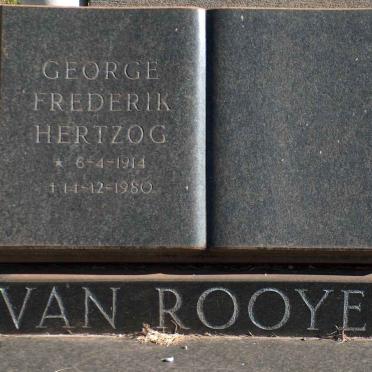 GEORGE
FREDERIK
HERTZOG
* 6-4-1914
†14-12-1980
VAN ROOYE